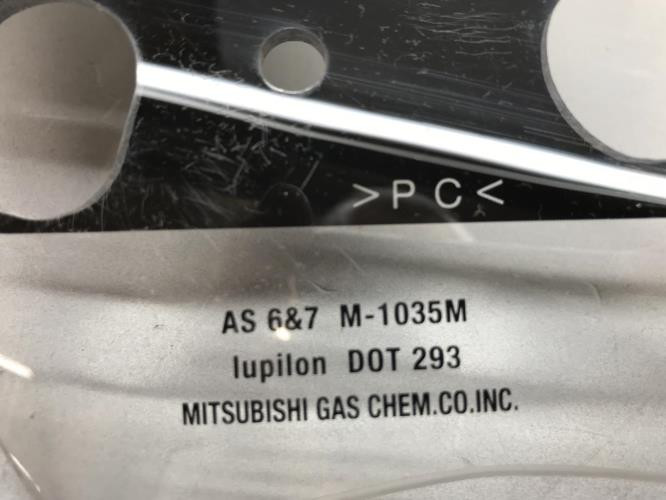 >PC<
AS 6&7 M-1035M
Iupilon DOT 293
MITSUBISHI GAS CHEM.CO.INC.